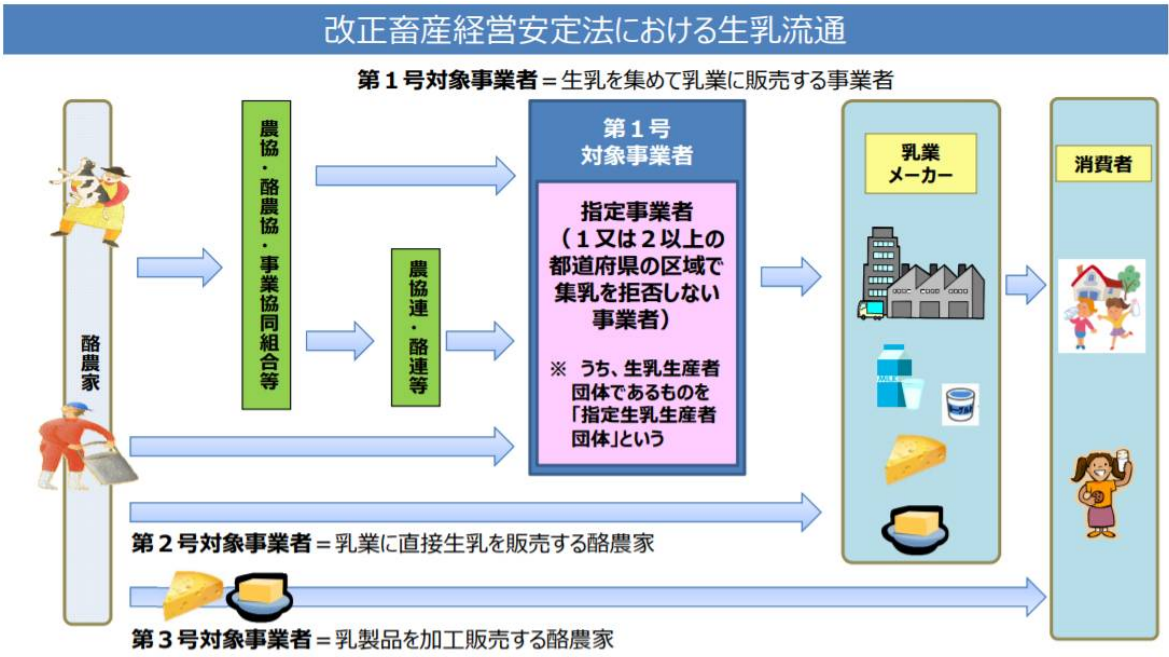 改正畜産経営安定法における生乳流通
第１号対象事業者＝生乳を集めて乳業に販売する事業者
酪農家
農協・酪農協・事業協同組合等
農協連・酪連等
第１号
対象事業者
指定事業者
（１又は２以上の
都道府県の区域で
集乳を拒否しない
事業者）
※　うち、生乳生産者
団体であるものを
「指定生乳生産者
団体」という
乳業
メーカー
MILK
ヨーグルト
消費者
第２号対象事業者＝乳業に直接生乳を販売する酪農家
第３号対象事業者＝乳製品を加工販売する酪農家